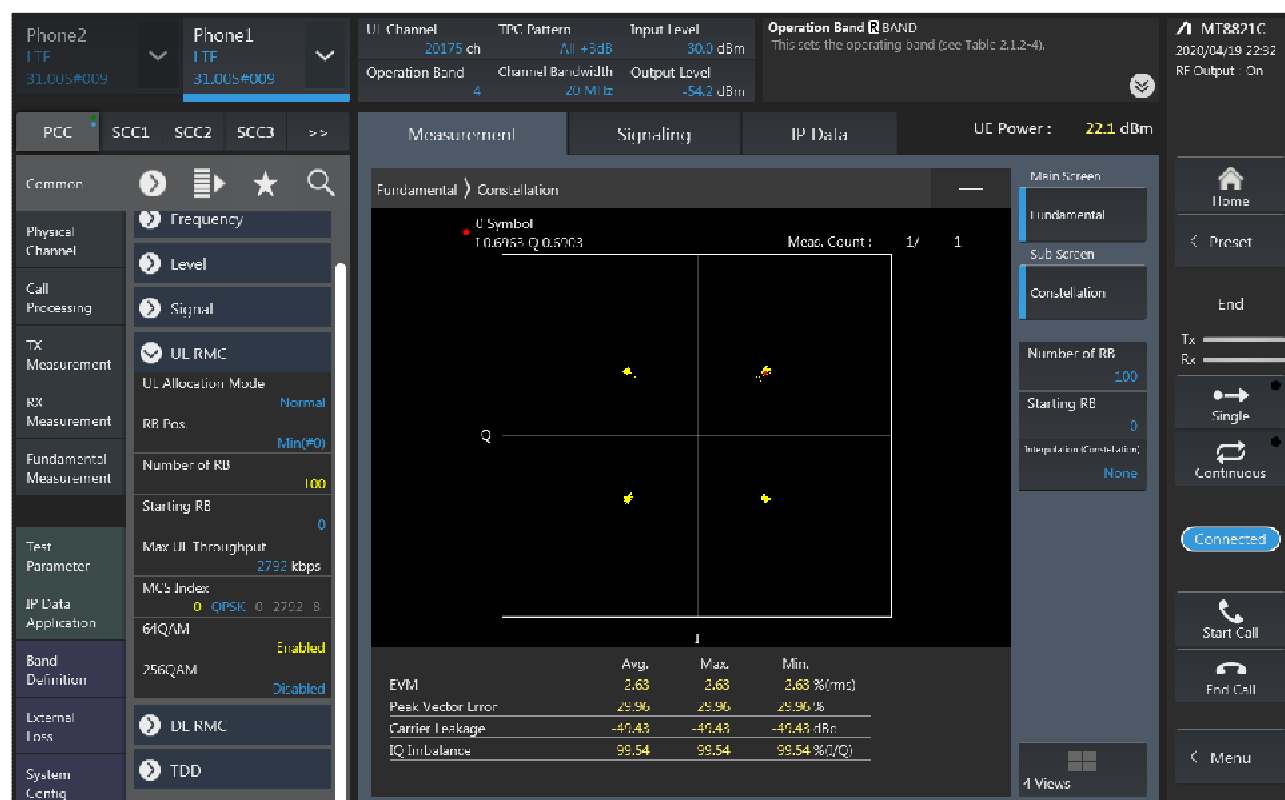 Phone2
LTE
31.005#009
Phone1
LTE
31.005#009
UL Channel
20175 ch
TPC Pattern
All +3dB
Input Level
30.0 dBm
Operation Band
4
Channel Bandwidth
20 MHz
Output Level
-54.2 dBm
Operation Band R BAND
This sets the operating band (see Table 2.1.2-4).
MT8821C
2020/04/19 22:32
RF Output : On
PCC
SCC1
SCC2
SCC3
>>
Measurement
Signaling
IP Data
UE Power : 22.1 dBm
Common
Physical
Channel
Call
Processing
TX
Measurement
RX
Measurement
Fundamental
Measurement
Test
Parameter
IP Data
Application
Band
Definition
External
Loss
System
Config
Frequency
Level
Signal
UL RMC
UL Allocation Mode
Normal
RB Pos.
Min(#0)
Number of RB
100
Starting RB
0
Max UL Throughput
2792 kbps
MCS Index
0 QPSK 0 2792 8
64QAM
Enabled
256QAM
Disabled
DL RMC
TDD
Fundamental > Constellation
0 Symbol
I 0.6963 Q 0.6903
Meas. Count : 1/ 1
Q
I
Avg. Max. Min.
EVM 2.63 2.63 2.63 %(rms)
Peak Vector Error 29.96 29.96 29.96 %
Carrier Leakage -49.43 -49.43 -49.43 dBc
IQ Imbalance 99.54 99.54 99.54 %(I/Q)
Main Screen
Fundamental
Sub Screen
Constellation
Number of RB
100
Starting RB
0
Interpolation (Constellation)
None
4 Views
Home
< Preset
End
Tx
Rx
Single
Continuous
Connected
Start Call
End Call
< Menu